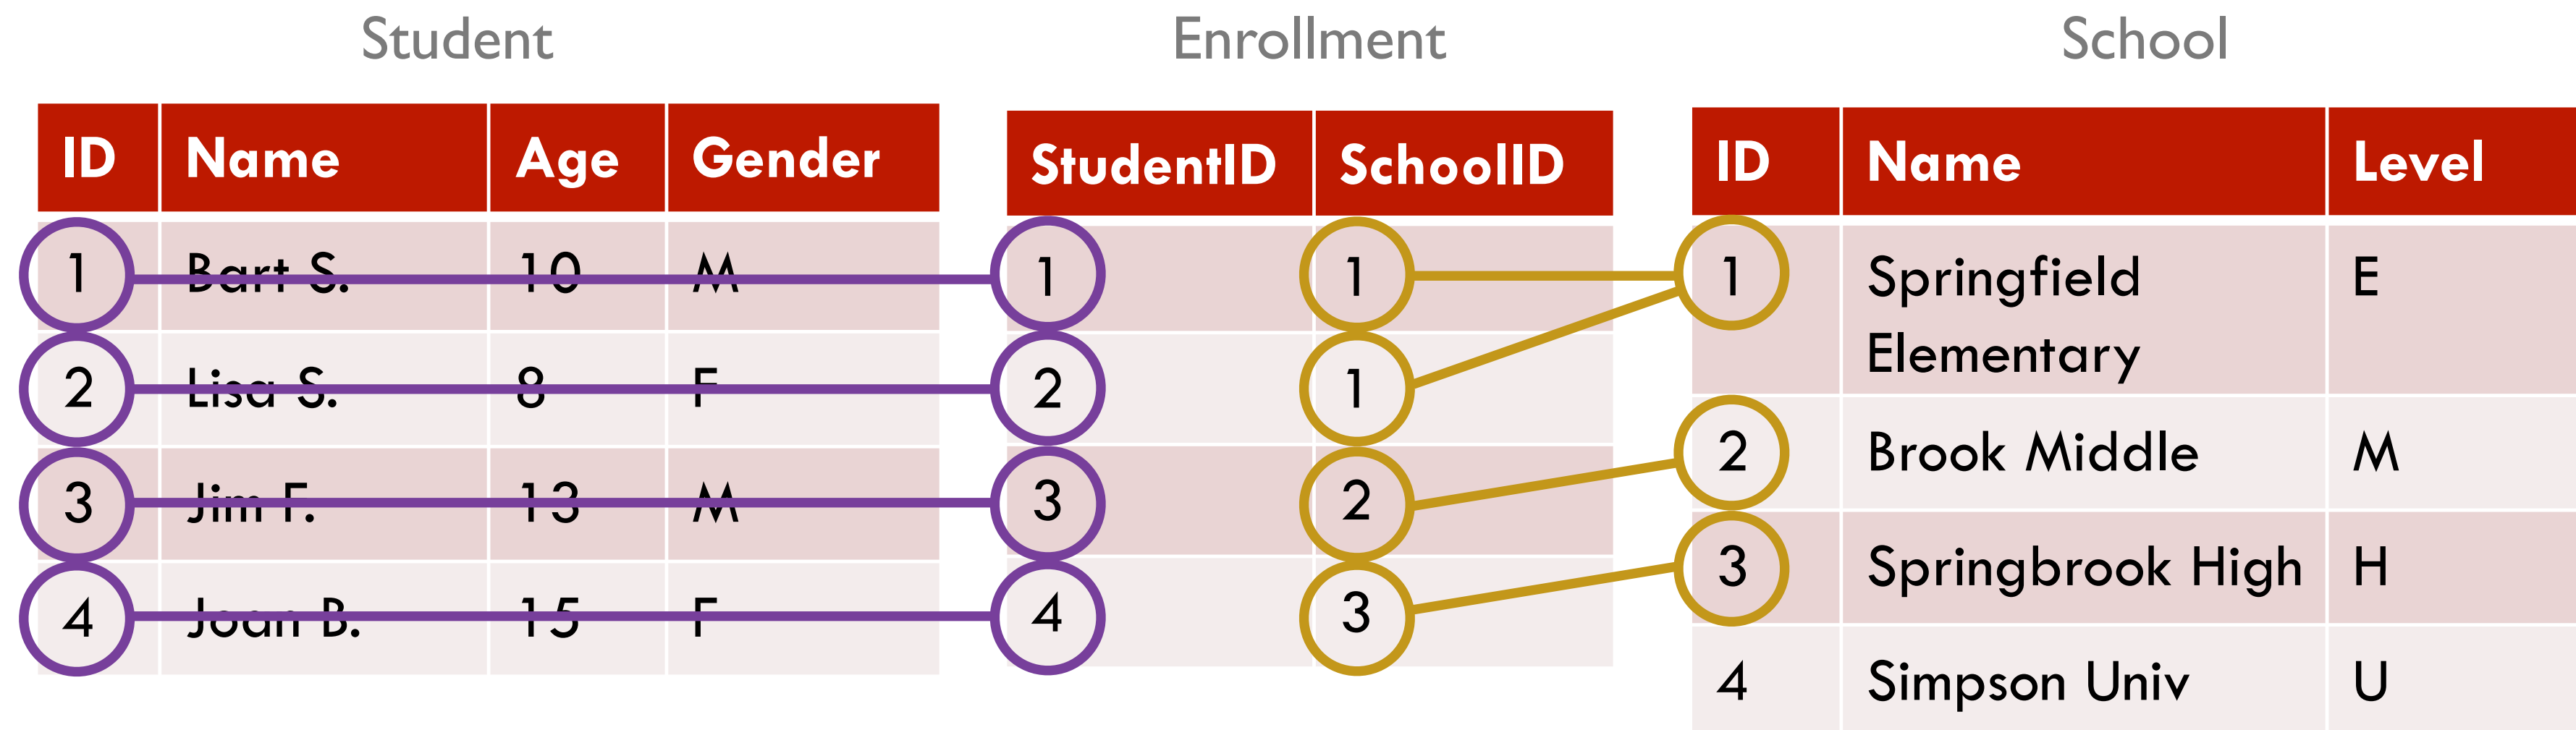 Student
ID Name Age Gender
1 Bart S. 10 M
2 Lisa S. 8 F
3 Jim F. 13 M
4 Joan B. 15 F
Enrollment
StudentID SchoolID
1 1
2 1
3 2
4 3
School
ID Name Level
1 Springfield E
Elementary
2 Brook Middle M
3 Springbrook High H
4 Simpson Univ U